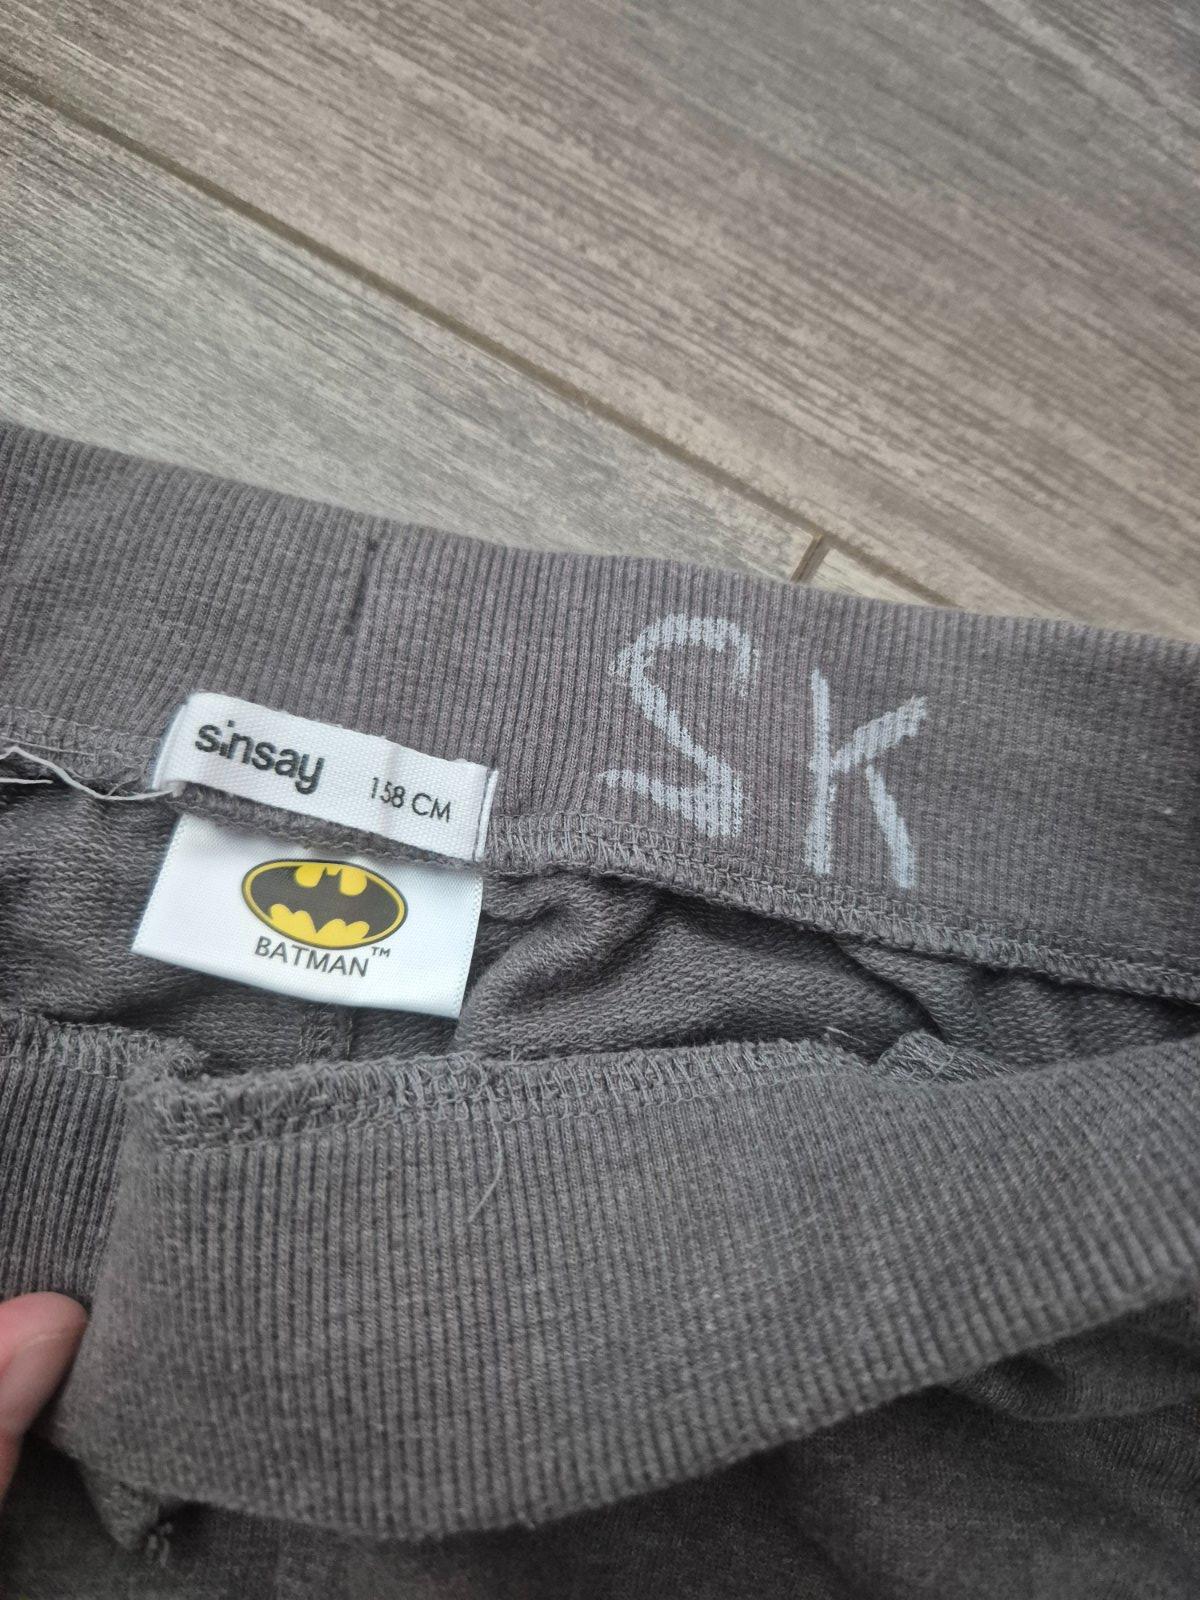 SK
sinsay 158 CM
BATMAN™